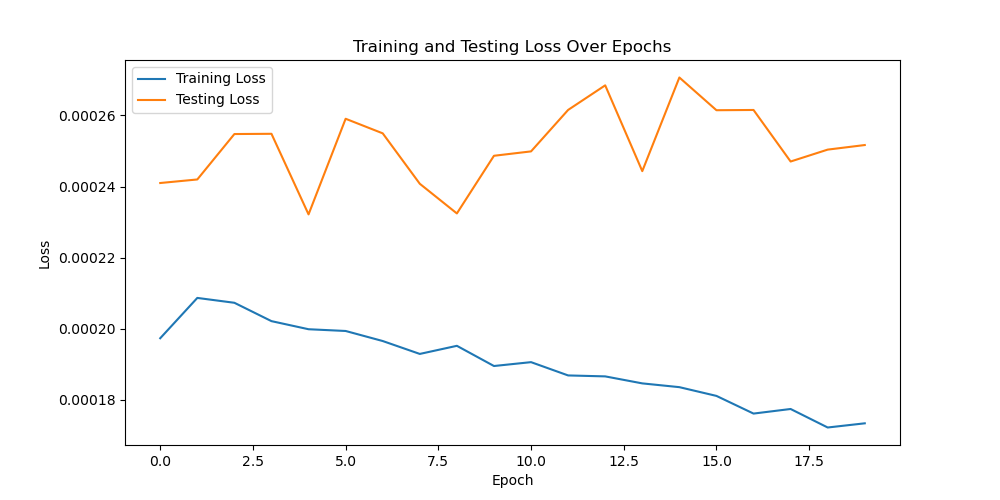 Training and Testing Loss Over Epochs
Training Loss
Testing Loss
0.00026
0.00024
0.00022
0.00020
0.00018
Loss
0.0 2.5 5.0 7.5 10.0 12.5 15.0 17.5
Epoch